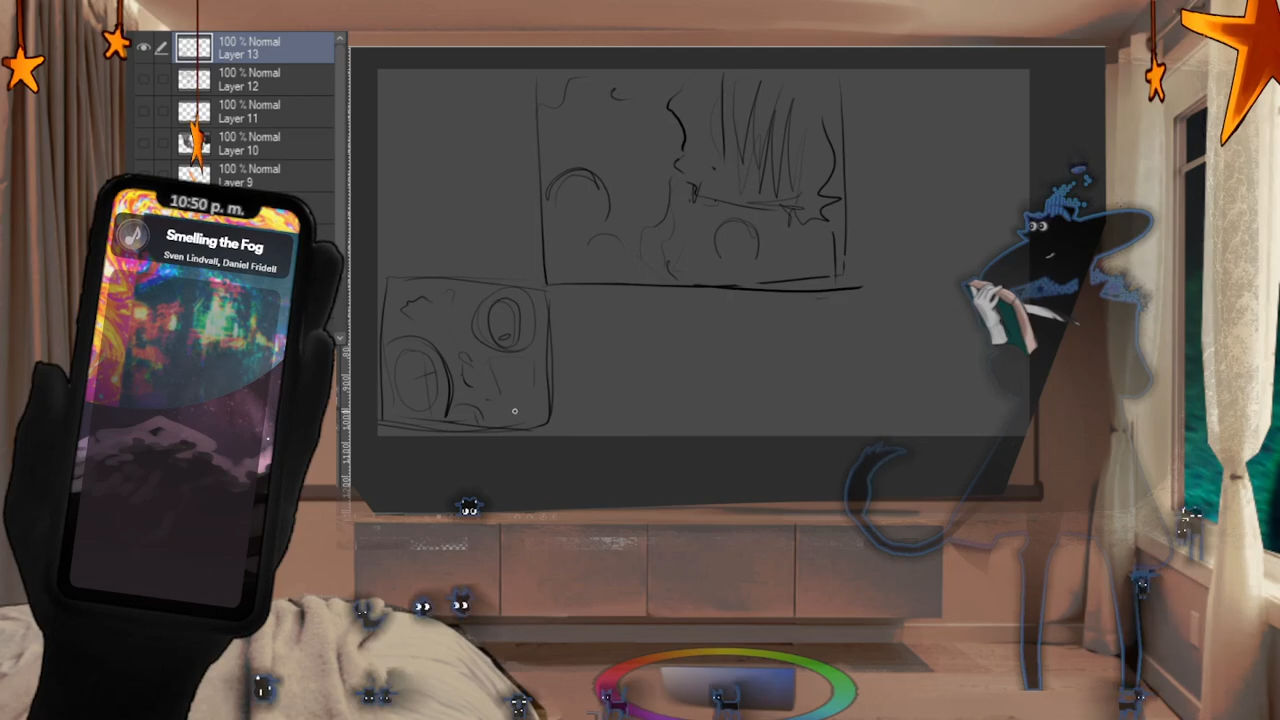 100 % Normal
Layer 13
100 % Normal
Layer 12
100 % Normal
Layer 11
100 % Normal
Layer 10
100 % Normal
Layer 9
10:50 p. m.
Smelling the Fog
Sven Lindvall, Daniel Fridell